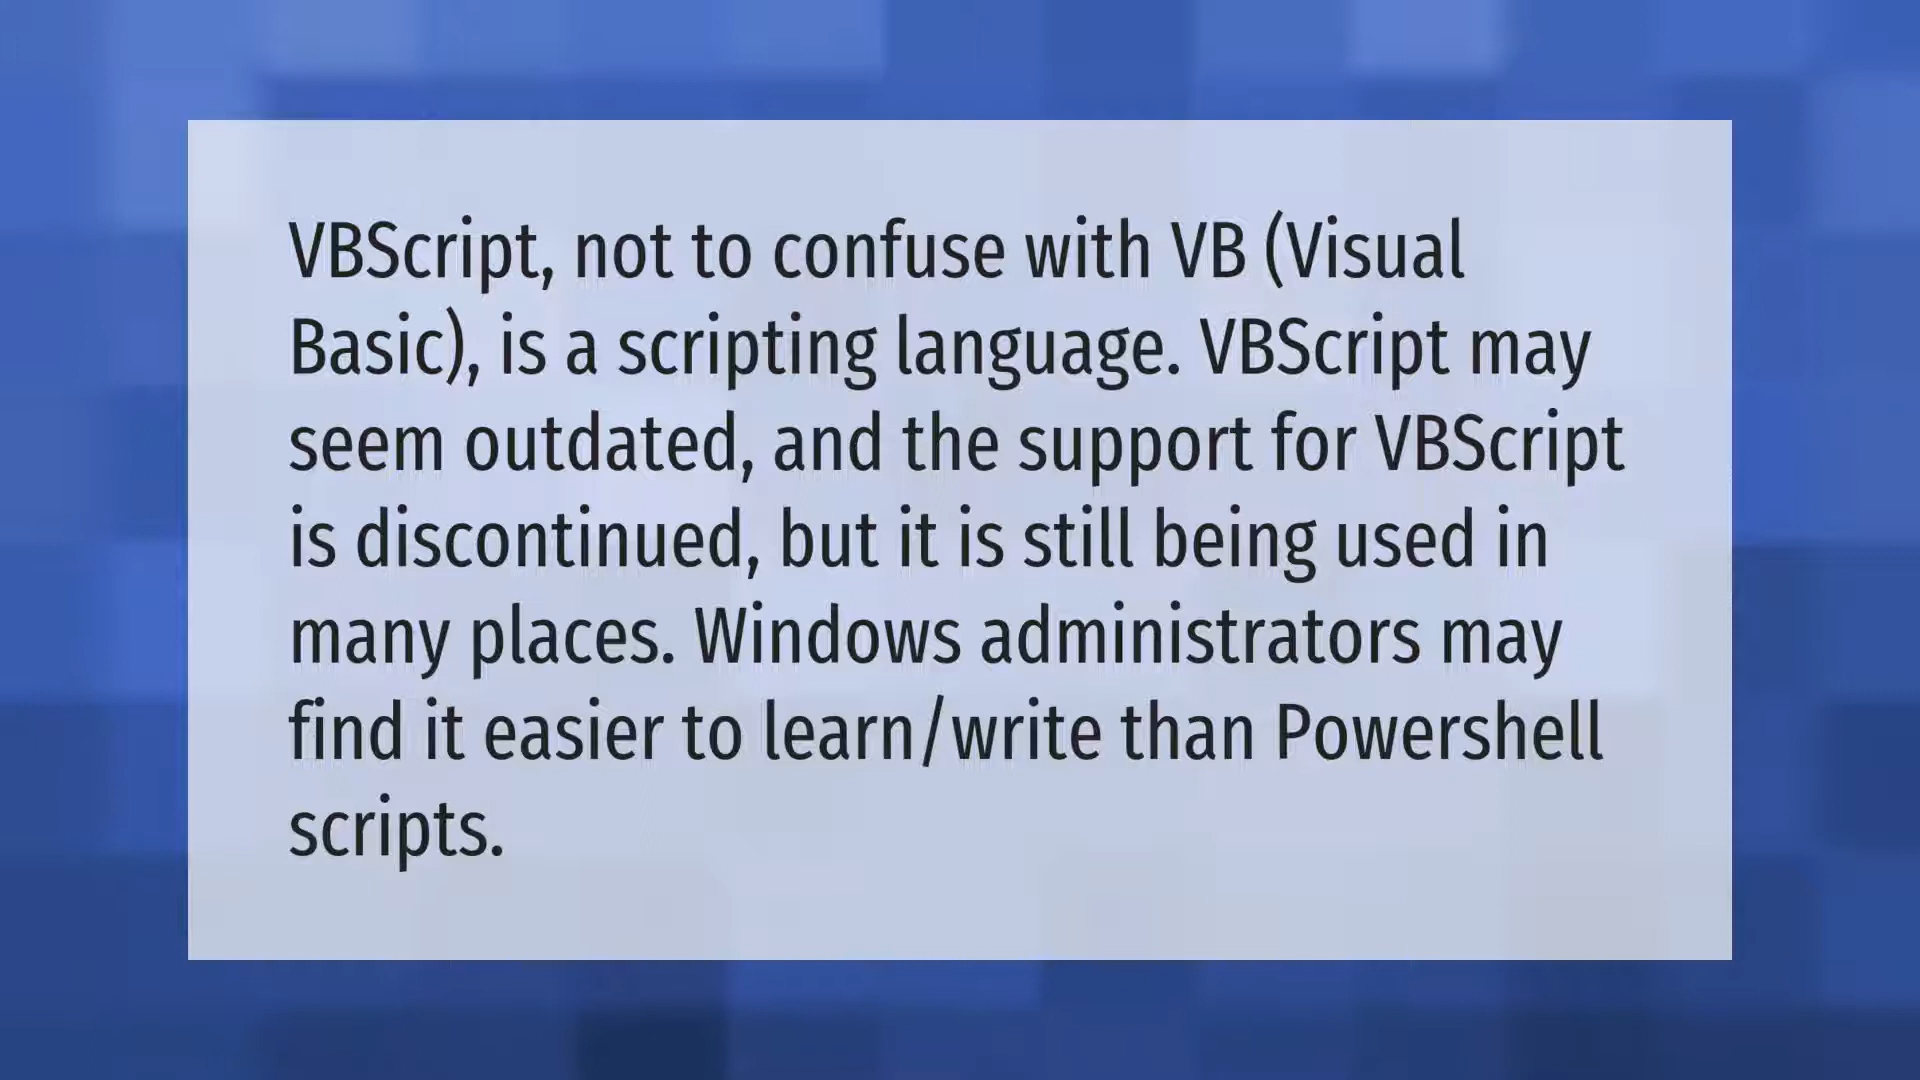 VBScript, not to confuse with VB (Visual
Basic), is a scripting language. VBScript may
seem outdated, and the support for VBScript
is discontinued, but it is still being used in
many places. Windows administrators may
find it easier to learn/write than Powershell
scripts.